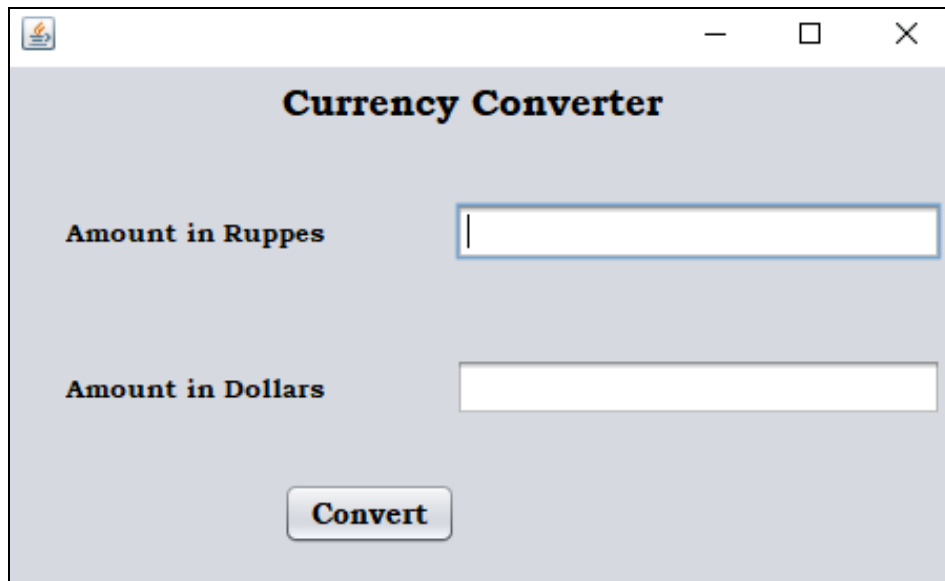 Currency Converter
Amount in Ruppes
Amount in Dollars
Convert